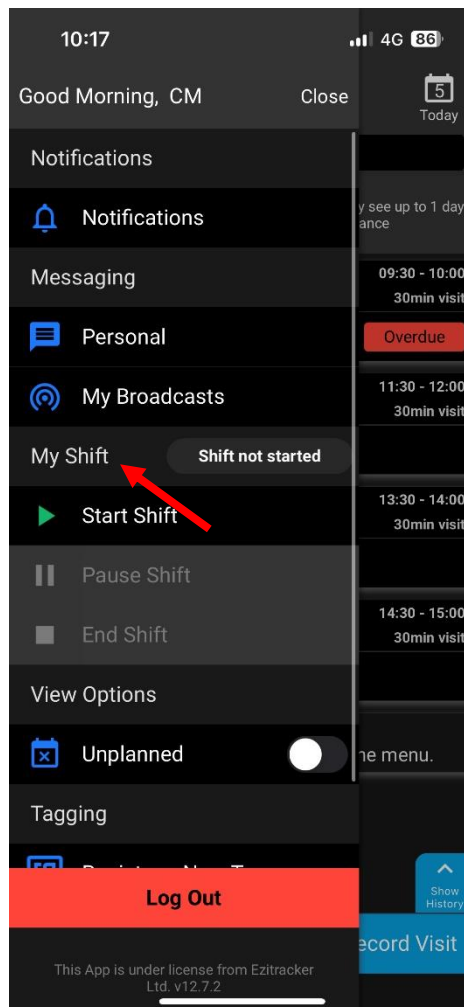 10:17
4G 86
Good Morning, CM
Close
5
Today
Notifications
Notifications
see up to 1 day
09:30 - 10:00
30min visit
Messaging
Personal
Overdue
My Broadcasts
11:30 - 12:00
30min visit
My Shift
Shift not started
Start Shift
13:30 - 14:00
30min visit
Pause Shift
End Shift
14:30 - 15:00
30min visit
View Options
Unplanned
menu.
Tagging
Log Out
Show
History
Visit
This App is under license from Ezitracker
Ltd. v12.7.2